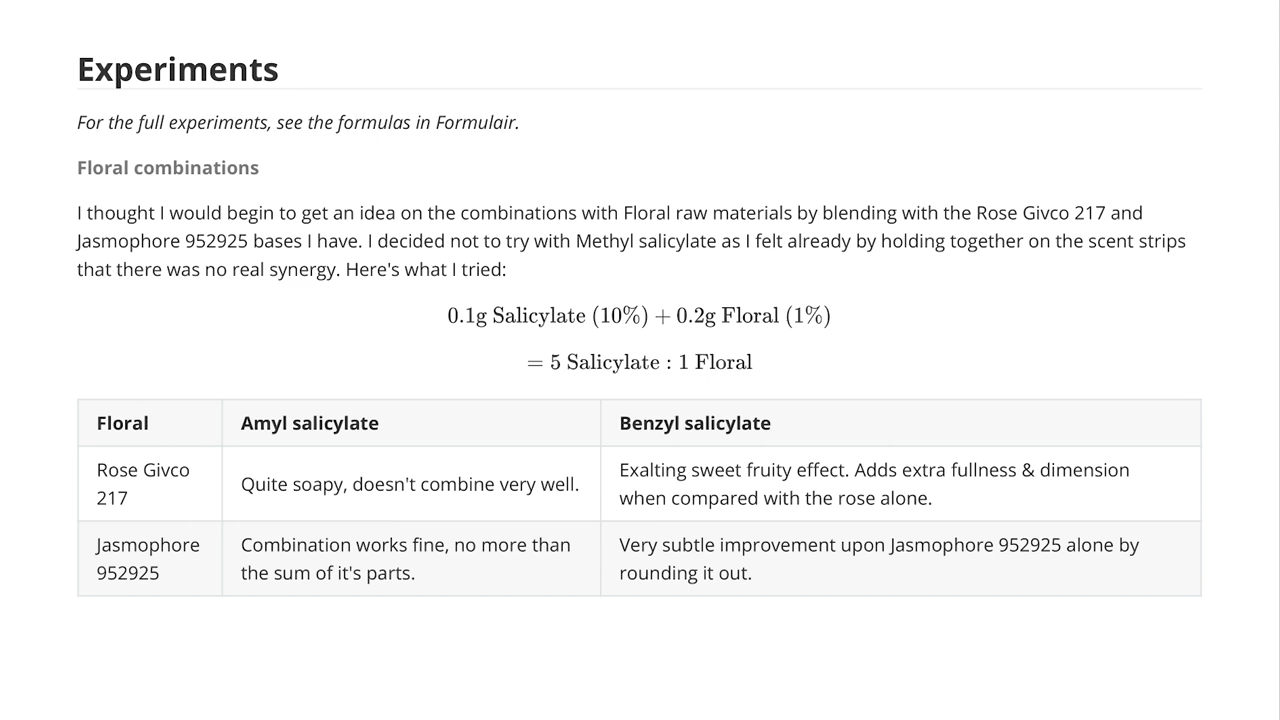 Experiments
For the full experiments, see the formulas in Formulair.
Floral combinations
I thought I would begin to get an idea on the combinations with Floral raw materials by blending with the Rose Givco 217 and
Jasmophore 952925 bases I have. I decided not to try with Methyl salicylate as I felt already by holding together on the scent strips
that there was no real synergy. Here's what I tried:
0.1g Salicylate (10%) + 0.2g Floral (1%)
= 5 Salicylate : 1 Floral
Floral Amyl salicylate Benzyl salicylate
Rose Givco
217
Quite soapy, doesn't combine very well.
Exalting sweet fruity effect. Adds extra fullness & dimension
when compared with the rose alone.
Jasmophore
952925
Combination works fine, no more than
the sum of it's parts.
Very subtle improvement upon Jasmophore 952925 alone by
rounding it out.